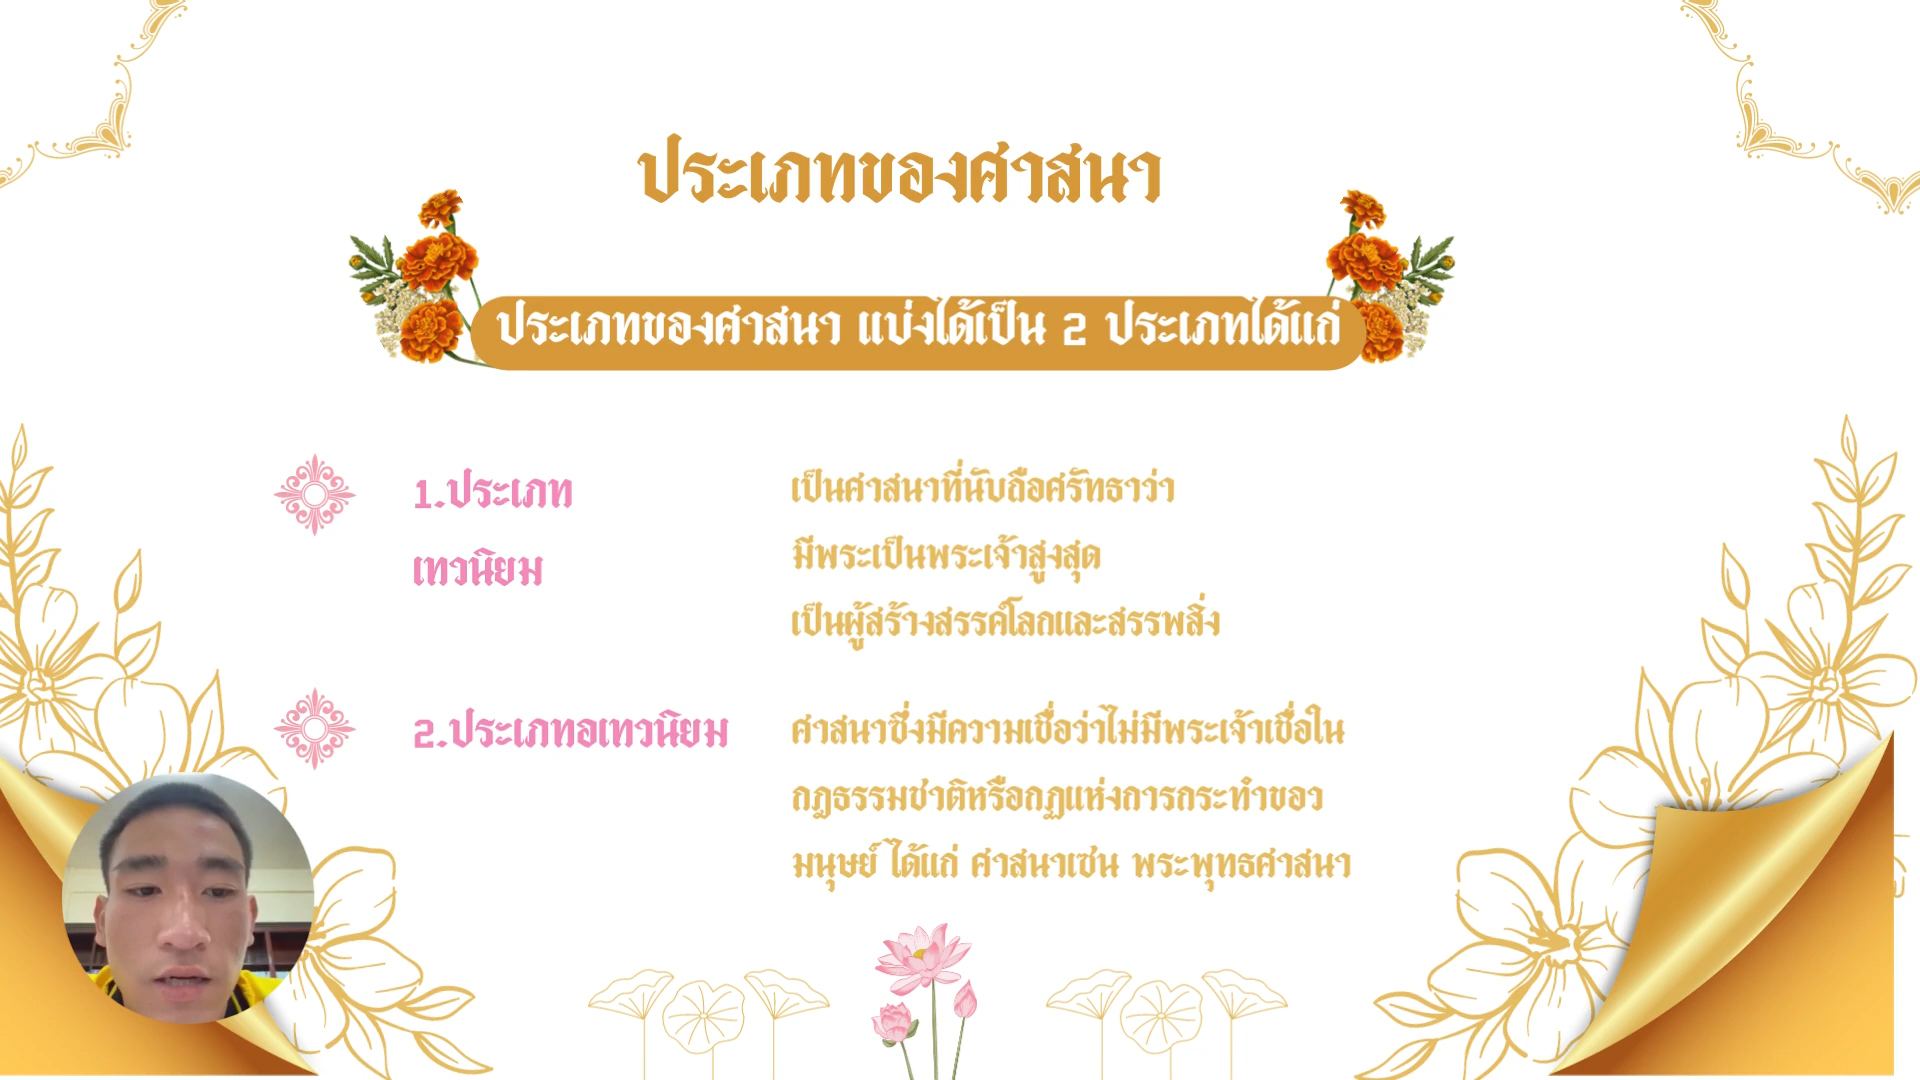 ประเภทของศาสนา
ประเภทของศาสนา แบ่งได้เป็น 2 ประเภทได้แก่
1.ประเภท
เทวนิยม
เป็นศาสนาที่นับถือศรัทธาว่า
มีพระเป็นพระเจ้าสูงสุด
เป็นผู้สร้างสรรค์โลกและสรรพสิ่ง
2.ประเภทอเทวนิยม
ศาสนาซึ่งมีความเชื่อว่าไม่มีพระเจ้าเชื่อใน
กฎธรรมชาติหรือกฏแห่งการกระทำขอว
มนุษย์ ได้แก่ ศาสนาเชน พระพุทธศาสนา